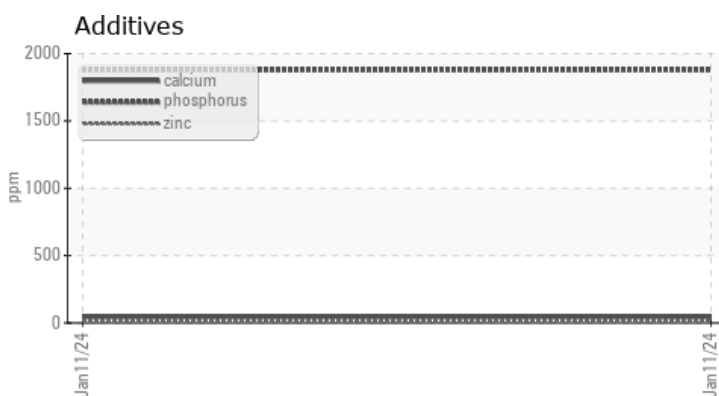 Additives
2000
1500
1000
500
0
ppm
calcium
phosphorus
zinc
Jan11/24
Jan11/24